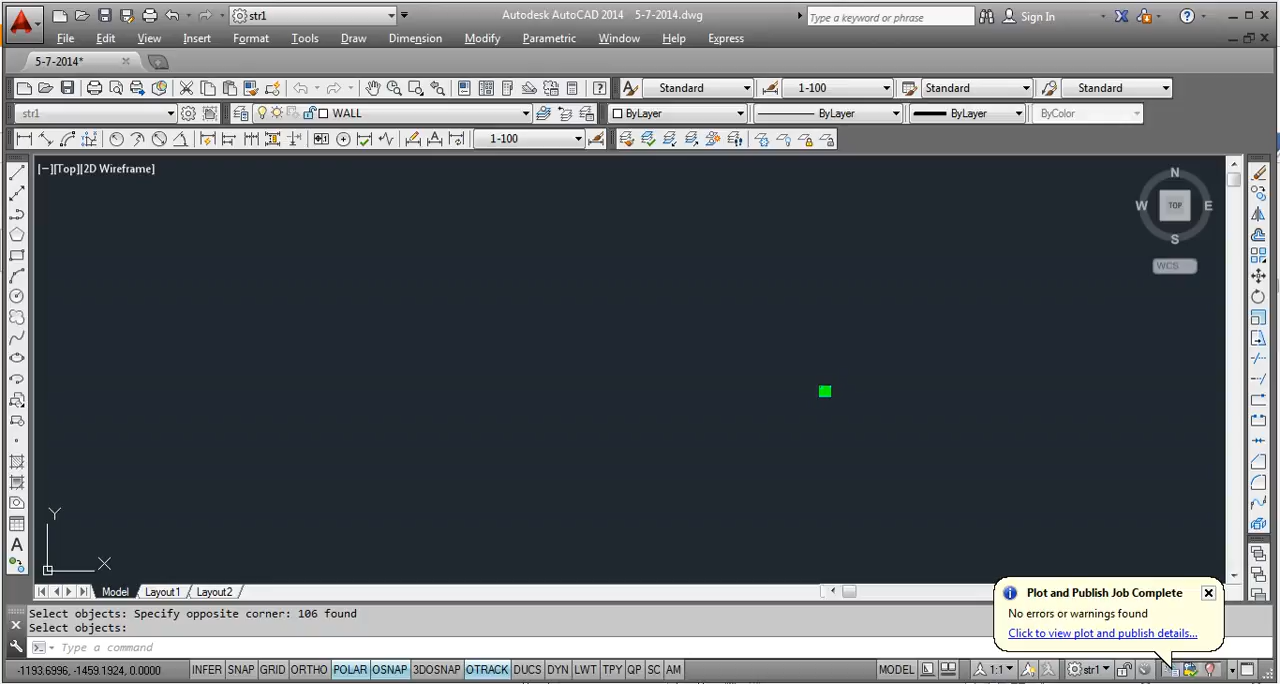 str1
Autodesk AutoCAD 2014 5-7-2014.dwg
Type a keyword or phrase
Sign In
File Edit View Insert Format Tools Draw Dimension Modify Parametric Window Help Express
5-7-2014*
Standard 1-100 Standard Standard
str1 WALL ByLayer ByLayer ByLayer ByColor
1-100
[−][Top][2D Wireframe]
N
W TOP E
S
WCS
Y
X
Model Layout1 Layout2
Plot and Publish Job Complete
No errors or warnings found
Click to view plot and publish details...
Select objects: Specify opposite corner: 106 found
Select objects:
Type a command
-1193.6996, -1459.1924, 0.0000 INFER SNAP GRID ORTHO POLAR OSNAP 3DOSNAP OTRACK DUCS DYN LWT TPY QP SC AM MODEL 1:1 str1